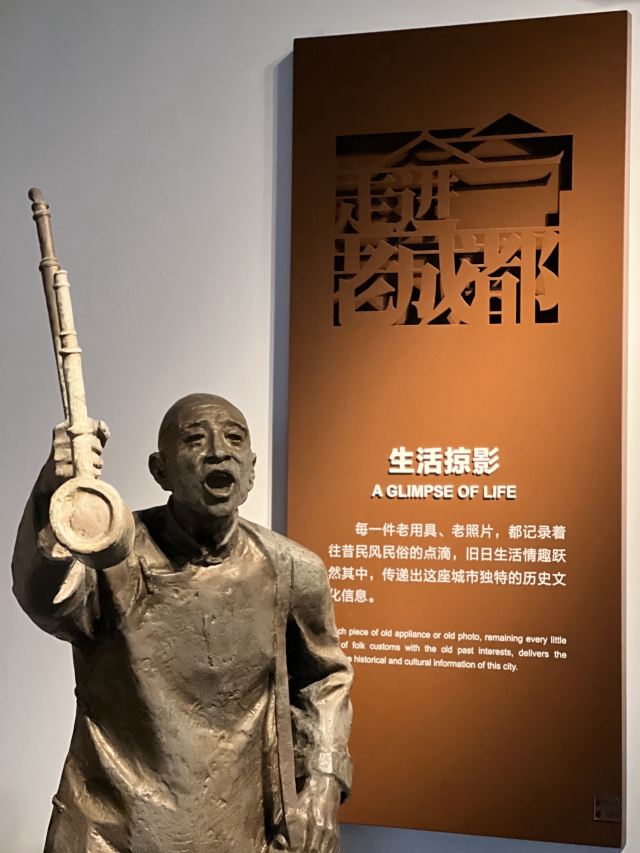 走进
老成都
生活掠影
A GLIMPSE OF LIFE
每一件老用具、老照片，都记录着
往昔民风民俗的点滴，旧日生活情趣跃
然其中，传递出这座城市独特的历史文
化信息。
piece of old appliance or old photo, remaining every little
of folk customs with the old past interests, delivers the
historical and cultural information of this city.